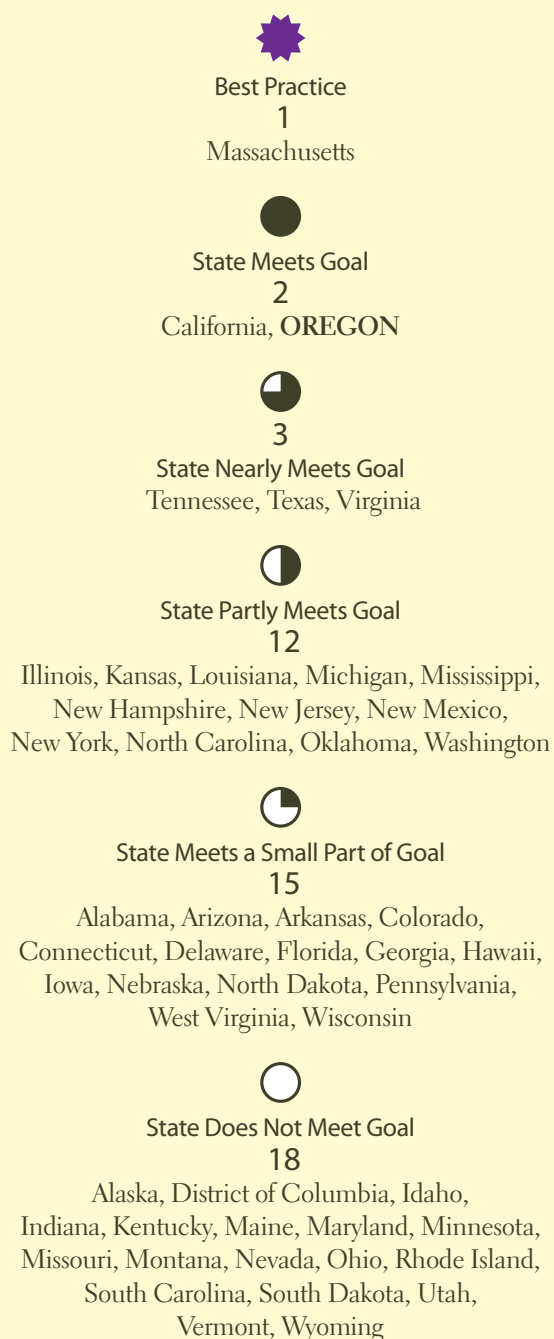 Best Practice
1
Massachusetts
State Meets Goal
2
California, OREGON
3
State Nearly Meets Goal
Tennessee, Texas, Virginia
State Partly Meets Goal
12
Illinois, Kansas, Louisiana, Michigan, Mississippi,
New Hampshire, New Jersey, New Mexico,
New York, North Carolina, Oklahoma, Washington
State Meets a Small Part of Goal
15
Alabama, Arizona, Arkansas, Colorado,
Connecticut, Delaware, Florida, Georgia, Hawaii,
Iowa, Nebraska, North Dakota, Pennsylvania,
West Virginia, Wisconsin
State Does Not Meet Goal
18
Alaska, District of Columbia, Idaho,
Indiana, Kentucky, Maine, Maryland, Minnesota,
Missouri, Montana, Nevada, Ohio, Rhode Island,
South Carolina, South Dakota, Utah,
Vermont, Wyoming